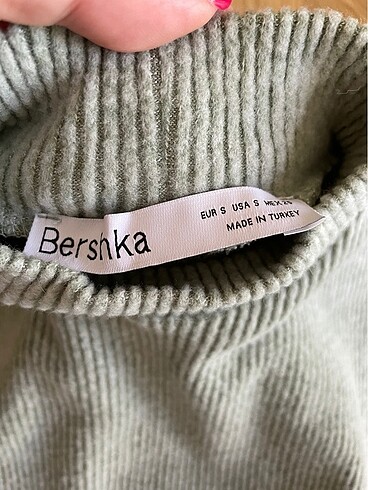 Bershka
EUR S USA S MEX 26
MADE IN TURKEY